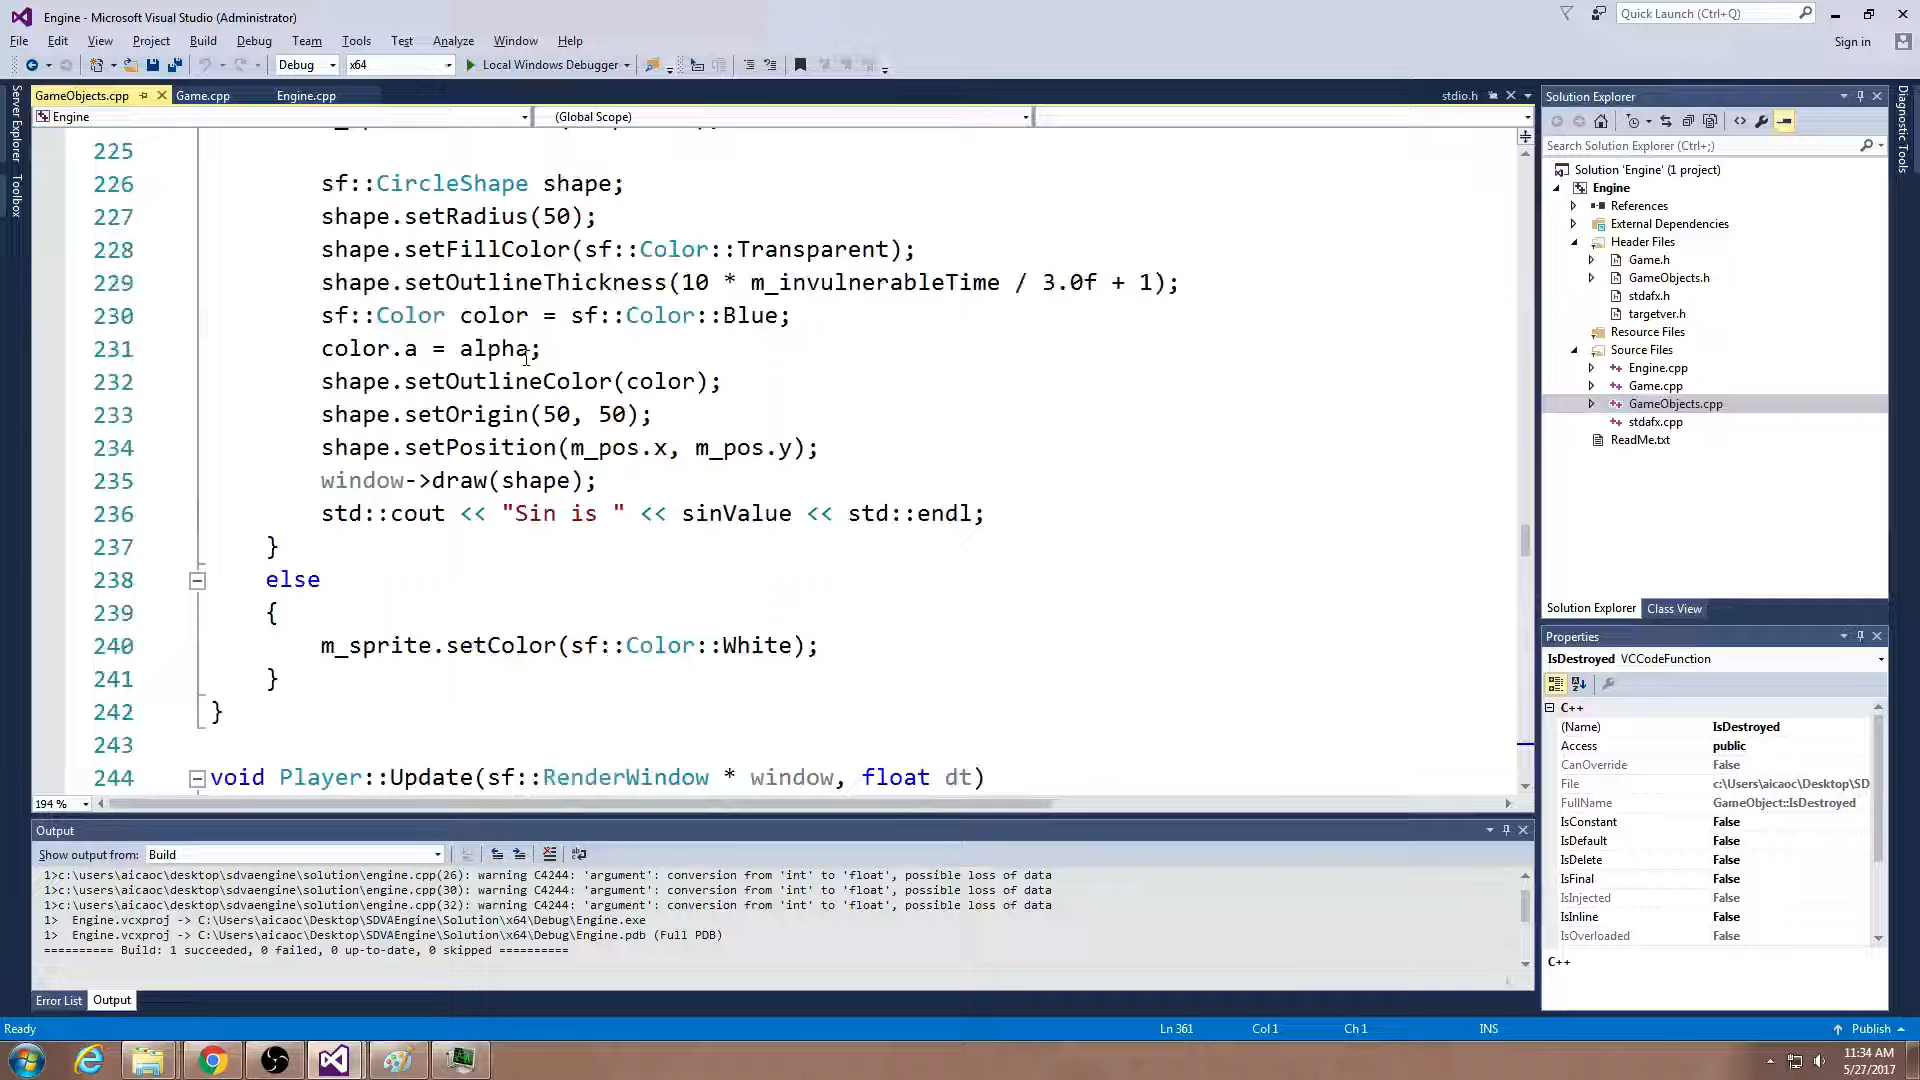 Engine - Microsoft Visual Studio (Administrator)
Quick Launch (Ctrl+Q)
File Edit View Project Build Debug Team Tools Test Analyze Window Help
Sign in
Debug x64 Local Windows Debugger
Server Explorer
Toolbox
GameObjects.cpp Game.cpp Engine.cpp stdio.h
Engine (Global Scope)
225
226 sf::CircleShape shape;
227 shape.setRadius(50);
228 shape.setFillColor(sf::Color::Transparent);
229 shape.setOutlineThickness(10 * m_invulnerableTime / 3.0f + 1);
230 sf::Color color = sf::Color::Blue;
231 color.a = alpha;
232 shape.setOutlineColor(color);
233 shape.setOrigin(50, 50);
234 shape.setPosition(m_pos.x, m_pos.y);
235 window->draw(shape);
236 std::cout << "Sin is " << sinValue << std::endl;
237 }
238 else
239 {
240 m_sprite.setColor(sf::Color::White);
241 }
242 }
243
244 void Player::Update(sf::RenderWindow * window, float dt)
194 %
Output
Show output from: Build
1>c:\users\aicaoc\desktop\sdvaengine\solution\engine.cpp(26): warning C4244: 'argument': conversion from 'int' to 'float', possible loss of data
1>c:\users\aicaoc\desktop\sdvaengine\solution\engine.cpp(30): warning C4244: 'argument': conversion from 'int' to 'float', possible loss of data
1>c:\users\aicaoc\desktop\sdvaengine\solution\engine.cpp(32): warning C4244: 'argument': conversion from 'int' to 'float', possible loss of data
1> Engine.vcxproj -> C:\Users\aicaoc\Desktop\SDVAEngine\Solution\x64\Debug\Engine.exe
1> Engine.vcxproj -> C:\Users\aicaoc\Desktop\SDVAEngine\Solution\x64\Debug\Engine.pdb (Full PDB)
========== Build: 1 succeeded, 0 failed, 0 up-to-date, 0 skipped ==========
Error List Output
Solution Explorer
Search Solution Explorer (Ctrl+;)
Solution 'Engine' (1 project)
Engine
References
External Dependencies
Header Files
Game.h
GameObjects.h
stdafx.h
targetver.h
Resource Files
Source Files
Engine.cpp
Game.cpp
GameObjects.cpp
stdafx.cpp
ReadMe.txt
Solution Explorer Class View
Properties
IsDestroyed VCCodeFunction
C++
(Name) IsDestroyed
Access public
CanOverride False
File c:\Users\aicaoc\Desktop\SD
FullName GameObject::IsDestroyed
IsConstant False
IsDefault False
IsDelete False
IsFinal False
IsInjected False
IsInline False
IsOverloaded False
C++
Diagnostic Tools
Ready Ln 361 Col 1 Ch 1 INS Publish
11:34 AM
5/27/2017